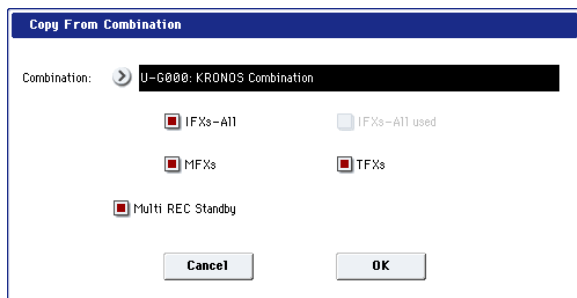 Copy From Combination
Combination: U-G000: KRONOS Combination
IFXs-All IFXs-All used
MFXs TFXs
Multi REC Standby
Cancel OK